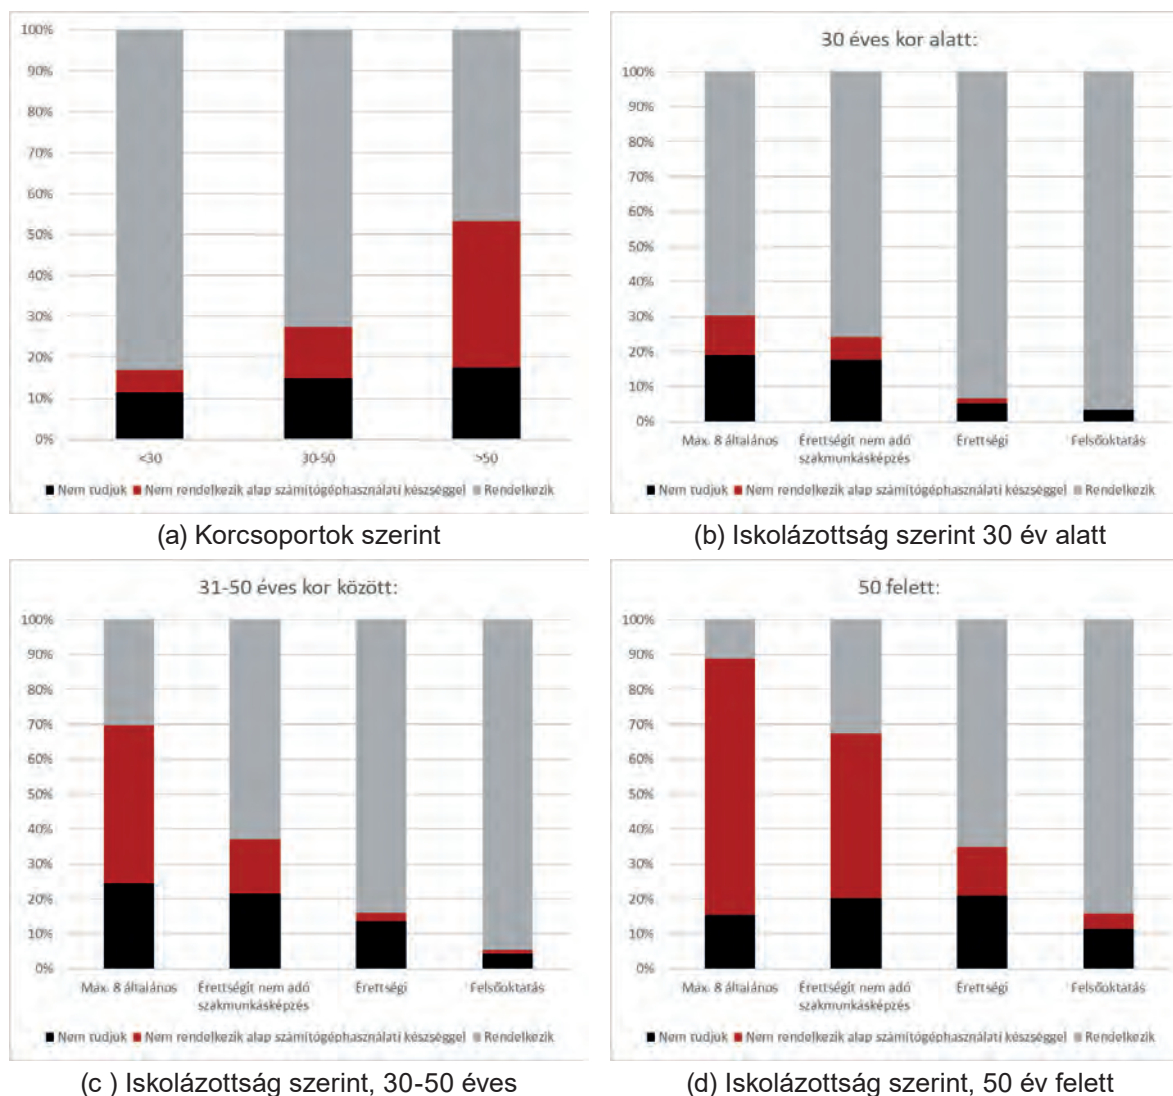 100%
90%
80%
70%
60%
50%
40%
30%
20%
10%
0%
<30
30-50
>50
Nem tudjuk Nem rendelkezik alap számítógéphasználati készséggel Rendelkezik
(a) Korcsoportok szerint
30 éves kor alatt:
100%
90%
80%
70%
60%
50%
40%
30%
20%
10%
0%
Max. 8 általános
Érettségit nem adó
szakmunkásképzés
Érettségi
Felsőoktatás
Nem tudjuk Nem rendelkezik alap számítógéphasználati készséggel Rendelkezik
(b) Iskolázottság szerint 30 év alatt
31-50 éves kor között:
100%
90%
80%
70%
60%
50%
40%
30%
20%
10%
0%
Max. 8 általános
Érettségit nem adó
szakmunkásképzés
Érettségi
Felsőoktatás
Nem tudjuk Nem rendelkezik alap számítógéphasználati készséggel Rendelkezik
(c ) Iskolázottság szerint, 30-50 éves
50 felett:
100%
90%
80%
70%
60%
50%
40%
30%
20%
10%
0%
Max. 8 általános
Érettségit nem adó
szakmunkásképzés
Érettségi
Felsőoktatás
Nem tudjuk Nem rendelkezik alap számítógéphasználati készséggel Rendelkezik
(d) Iskolázottság szerint, 50 év felett